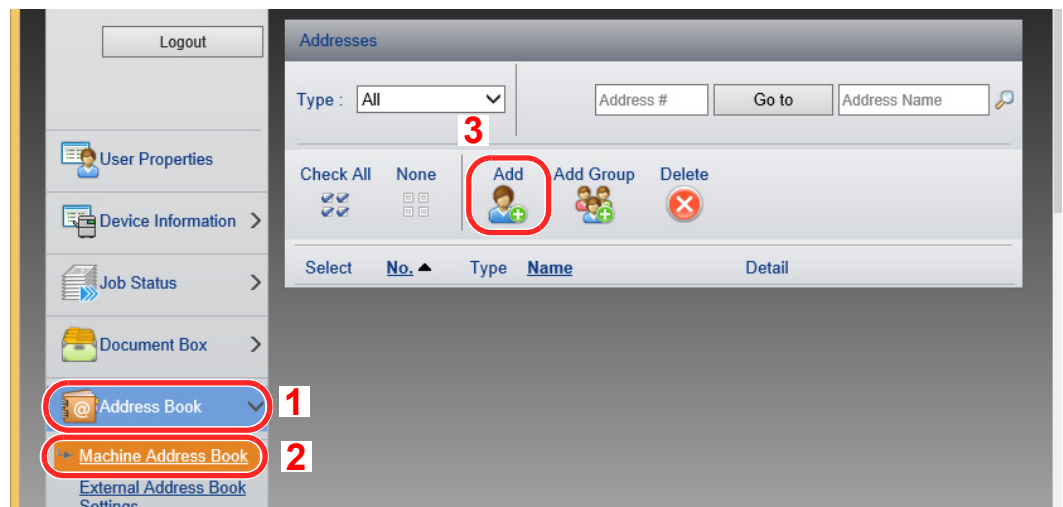 Logout
Addresses
Type :
All
Address #
Go to
Address Name
3
User Properties
Check All
None
Add
Add Group
Delete
Device Information
Select
No.
Type
Name
Detail
Job Status
Document Box
Address Book
1
Machine Address Book
2
External Address Book
Settings